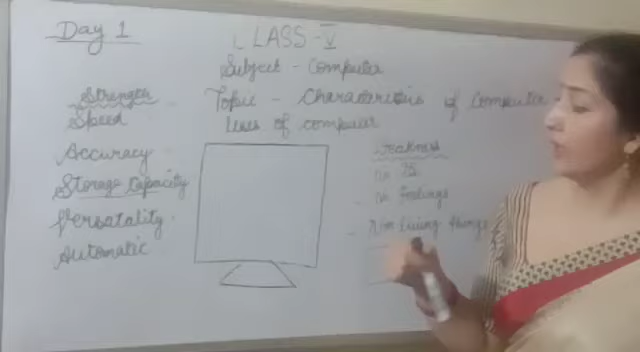 Day 1
CLASS-V
Subject - Computer
Topic - Characteristics of Computer
Uses of computer
Strength
Speed
Accuracy
Storage Capacity
Versatality
Automatic
Weakness
no IQ
- no feelings
- Non Living things